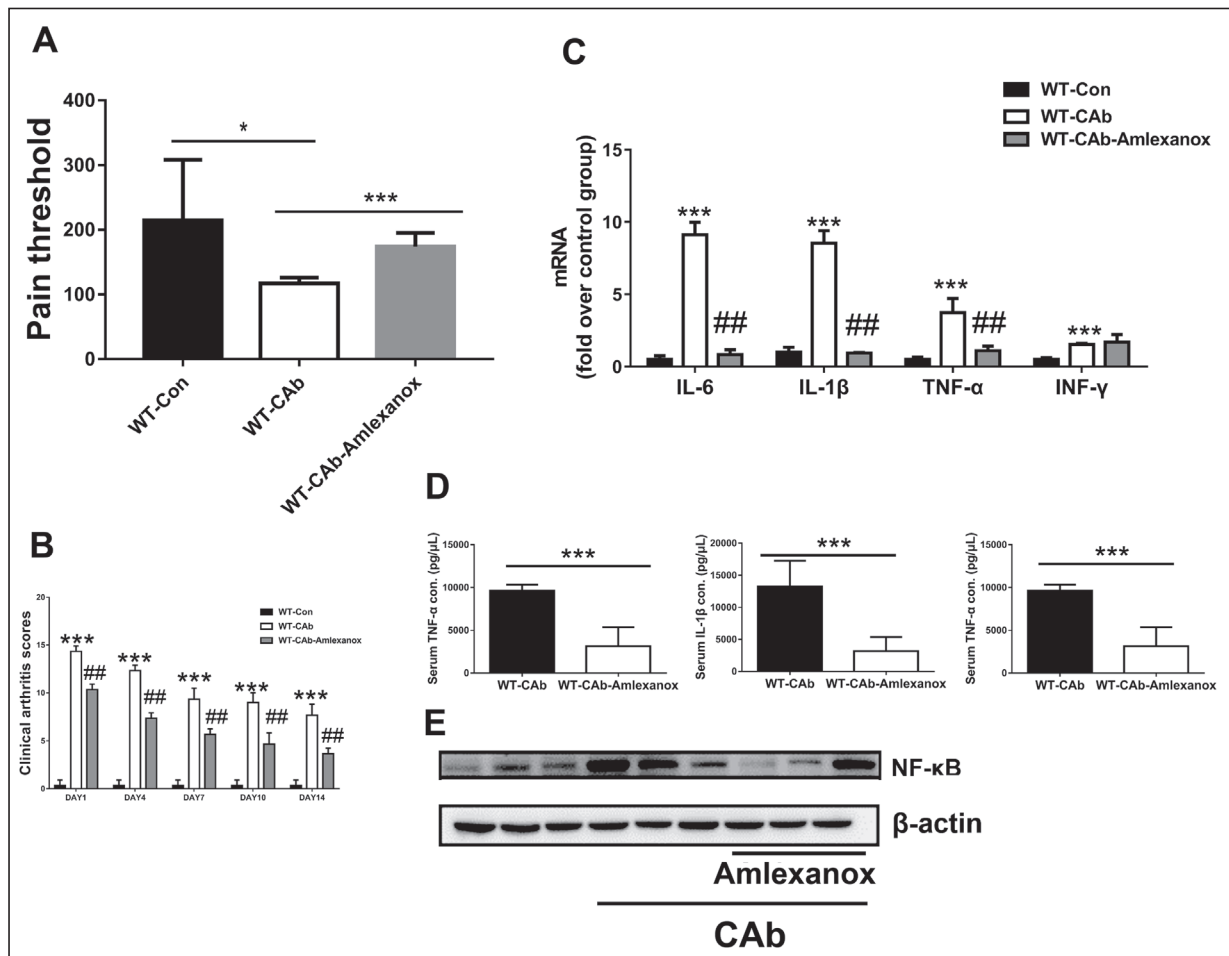 A
Pain threshold
400
300
200
100
0
*
***
WT-Con
WT-CAb
WT-CAb-Amlexanox
B
Clinical arthritis scores
20
15
10
5
0
WT-Con
WT-CAb
WT-CAb-Amlexanox
***
##
***
##
***
##
***
##
***
##
DAY1
DAY4
DAY7
DAY10
DAY14
C
WT-Con
WT-CAb
WT-CAb-Amlexanox
mRNA
(fold over control group)
15
10
5
0
***
##
***
##
***
##
***
IL-6
IL-1β
TNF-α
INF-γ
D
Serum TNF-α con. (pg/μL)
15000
10000
5000
0
***
WT-CAb
WT-CAb-Amlexanox
Serum IL-1β con. (pg/μL)
20000
15000
10000
5000
0
***
WT-CAb
WT-CAb-Amlexanox
Serum TNF-α con. (pg/μL)
15000
10000
5000
0
***
WT-CAb
WT-CAb-Amlexanox
E
NF-κB
β-actin
Amlexanox
CAb